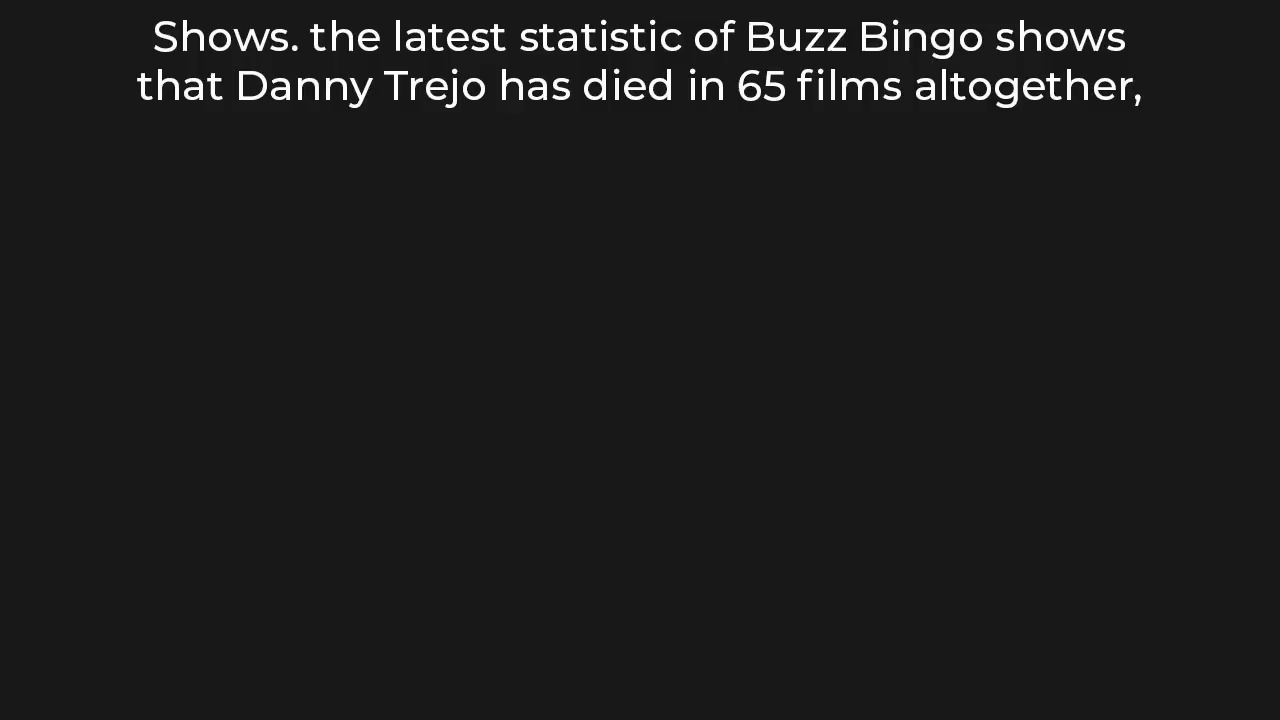 Shows. the latest statistic of Buzz Bingo shows
that Danny Trejo has died in 65 films altogether,